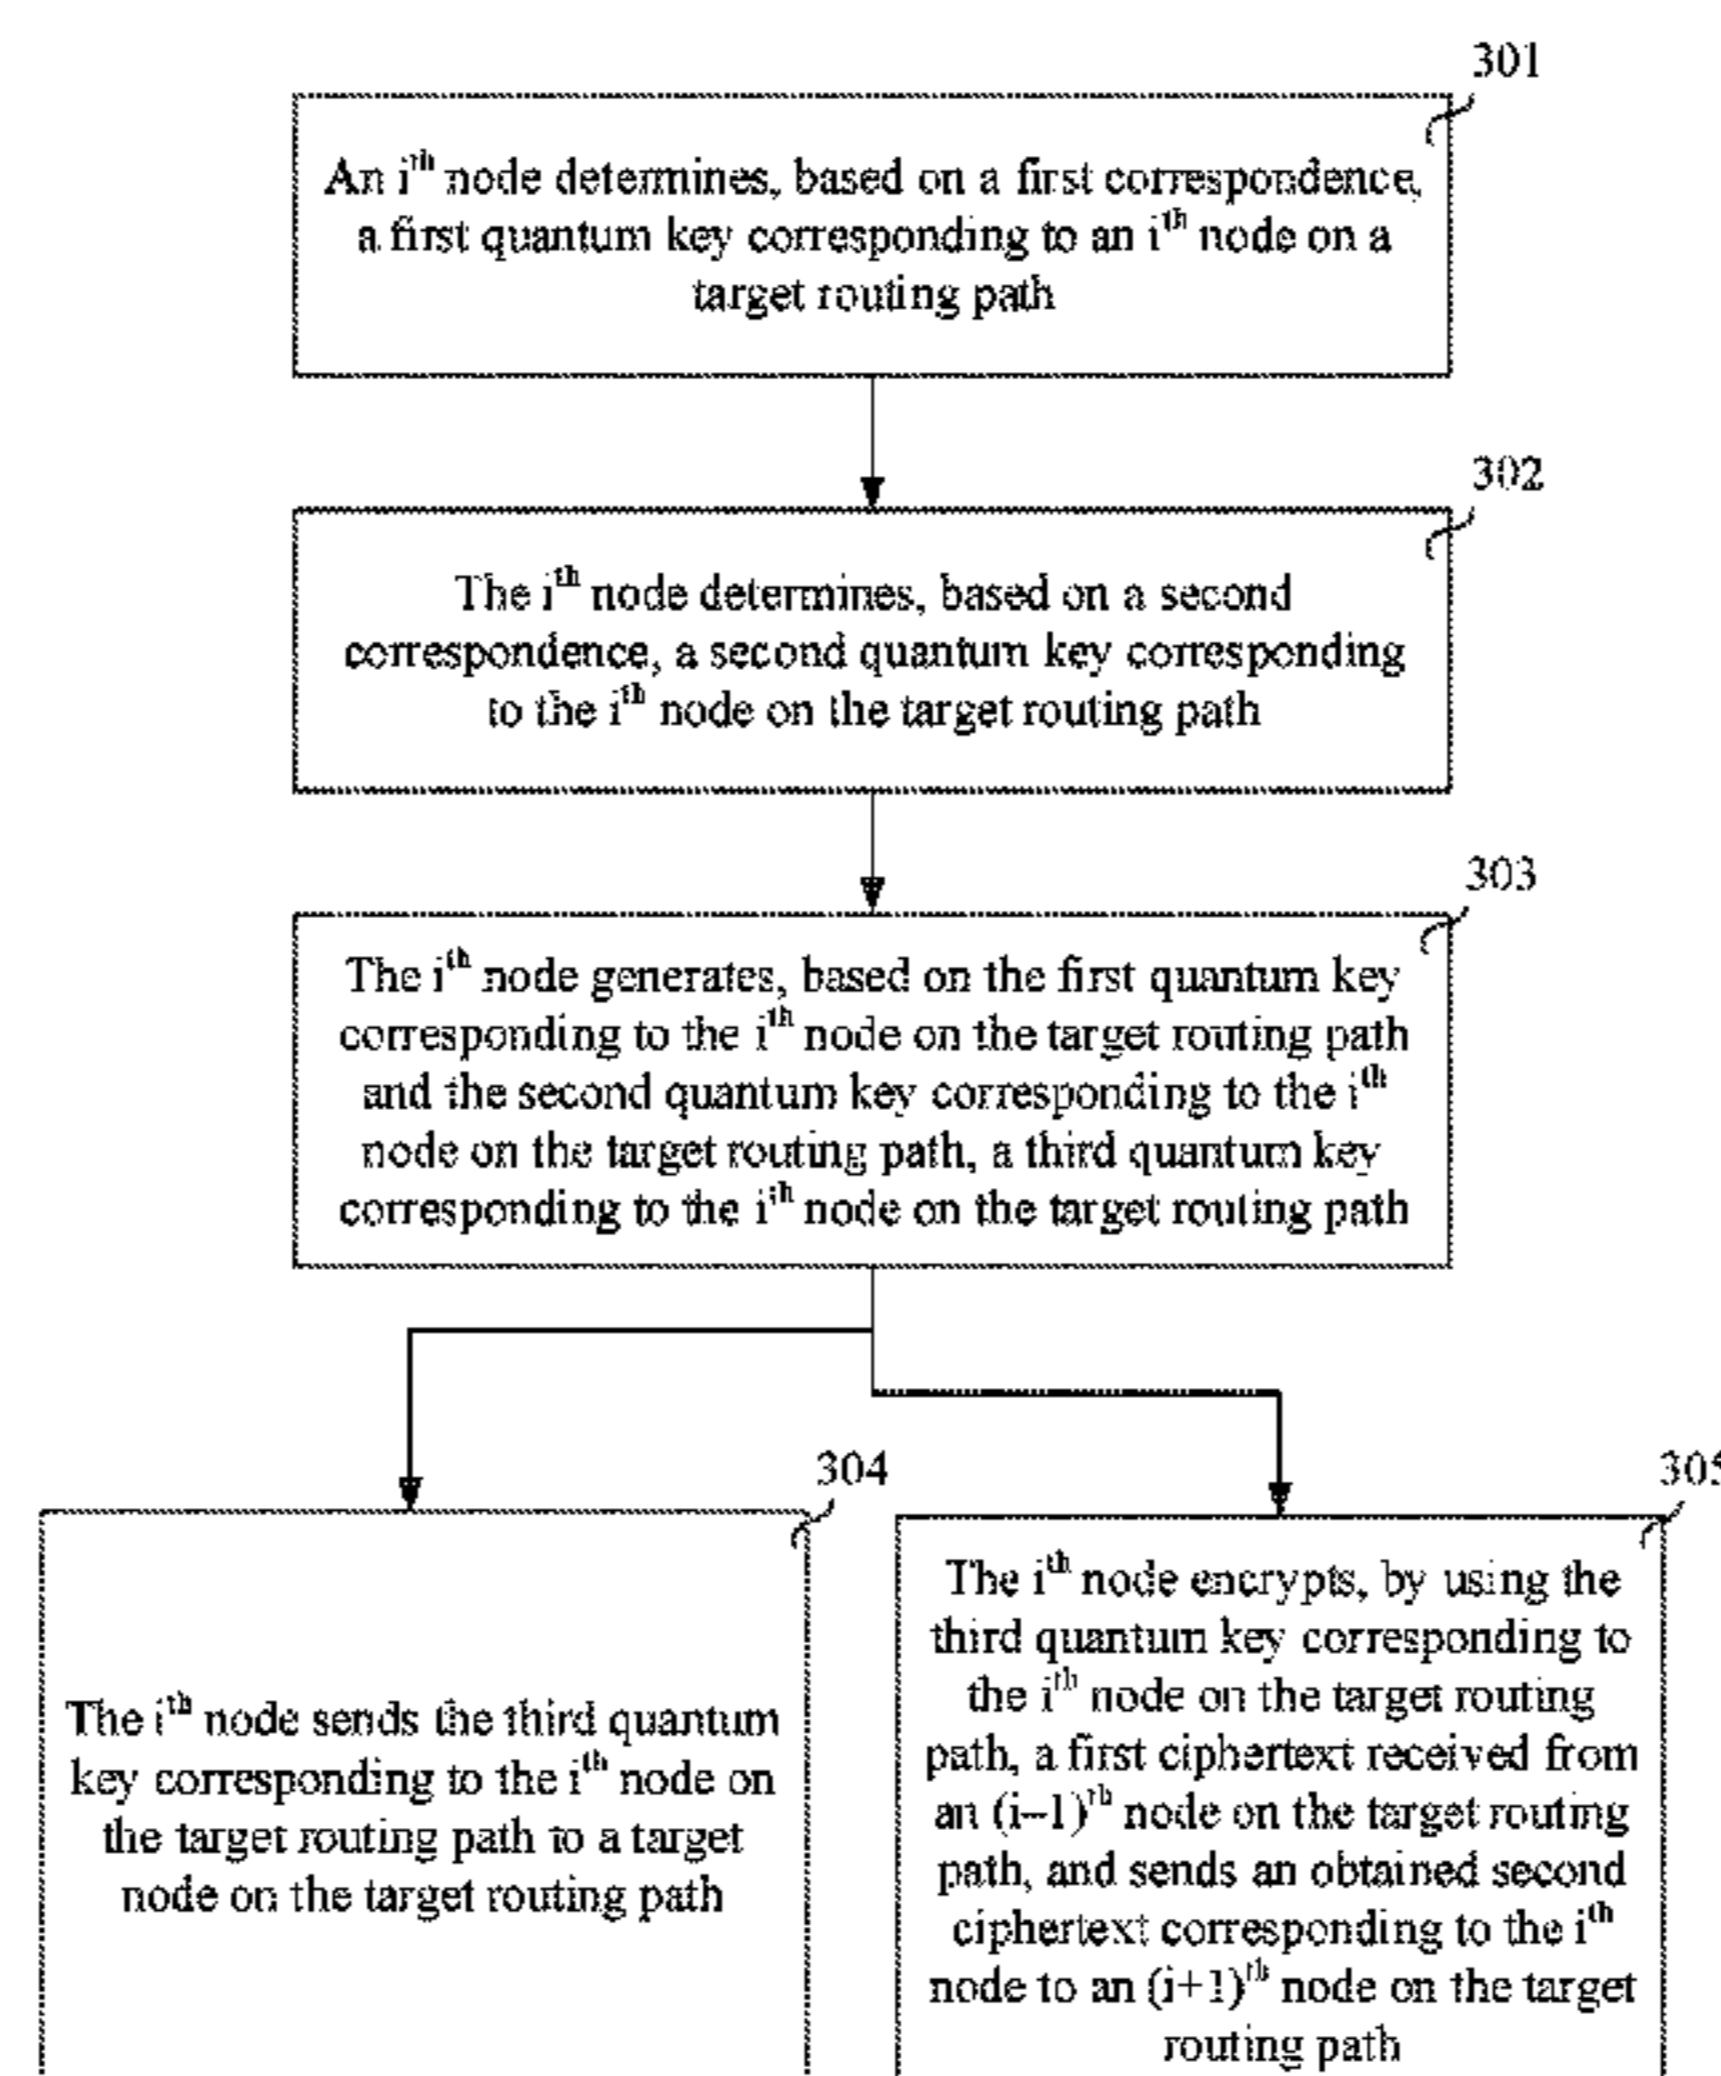 301
An i^th node determines, based on a first correspondence,
a first quantum key corresponding to an i^th node on a
target routing path
302
The i^th node determines, based on a second
correspondence, a second quantum key corresponding
to the i^th node on the target routing path
303
The i^th node generates, based on the first quantum key
corresponding to the i^th node on the target routing path
and the second quantum key corresponding to the i^th
node on the target routing path, a third quantum key
corresponding to the i^th node on the target routing path
304
The i^th node sends the third quantum
key corresponding to the i^th node on
the target routing path to a target
node on the target routing path
305
The i^th node encrypts, by using the
third quantum key corresponding to
the i^th node on the target routing
path, a first ciphertext received from
an (i–1)^th node on the target routing
path, and sends an obtained second
ciphertext corresponding to the i^th
node to an (i+1)^th node on the target
routing path